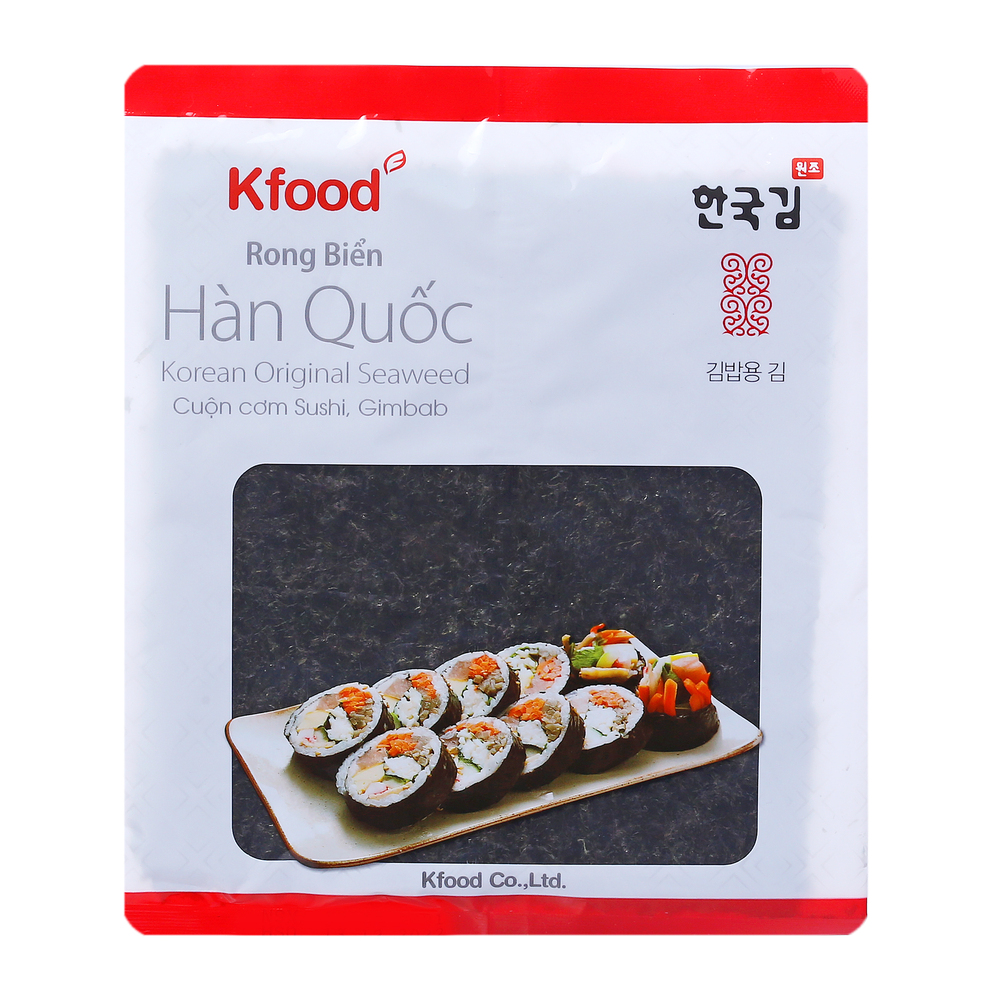 Kfood
Rong Biển
Hàn Quốc
Korean Original Seaweed
Cuộn cơm Sushi, Gimbab
원조
한국김
김밥용 김
Kfood Co.,Ltd.